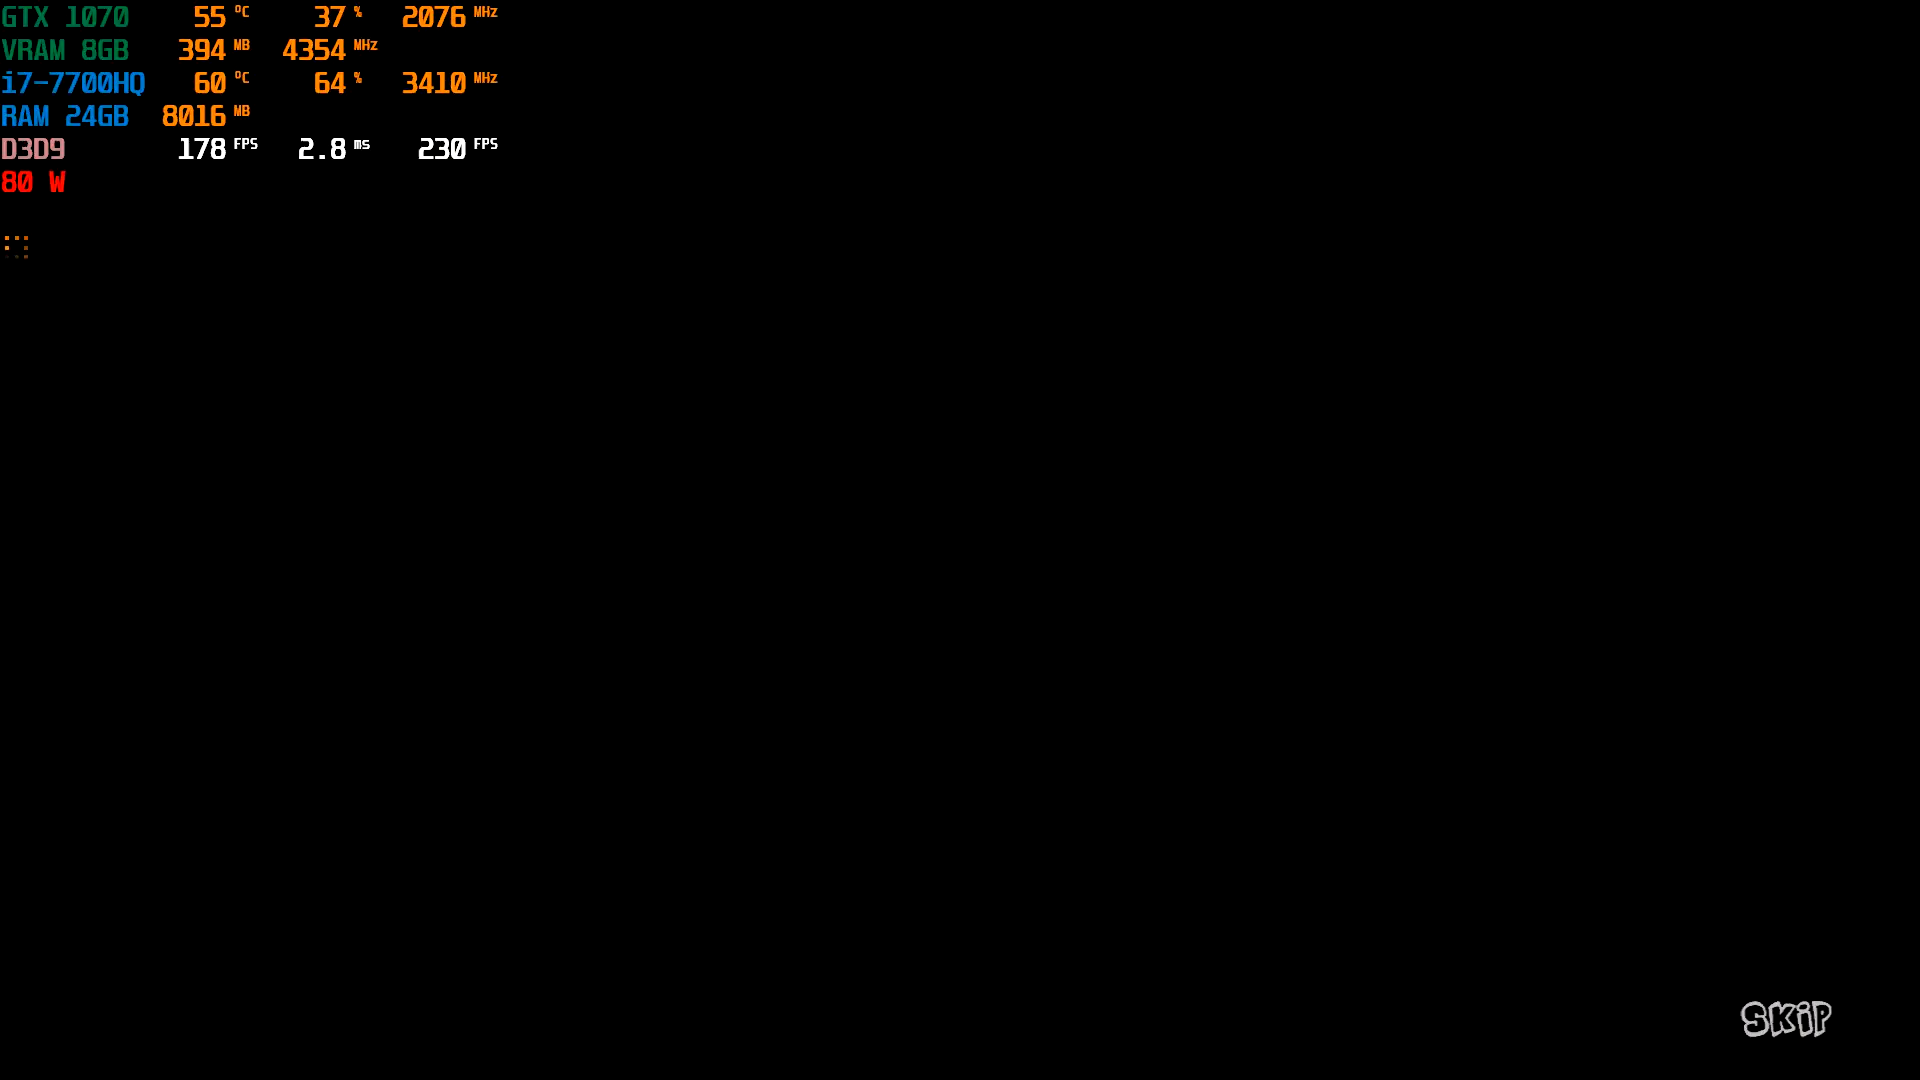 GTX 1070 55 °C 37 % 2076 MHz
VRAM 8GB 394 MB 4354 MHz
i7-7700HQ 60 °C 64 % 3410 MHz
RAM 24GB 8016 MB
D3D9 178 FPS 2.8 ms 230 FPS
80 W
SKiP